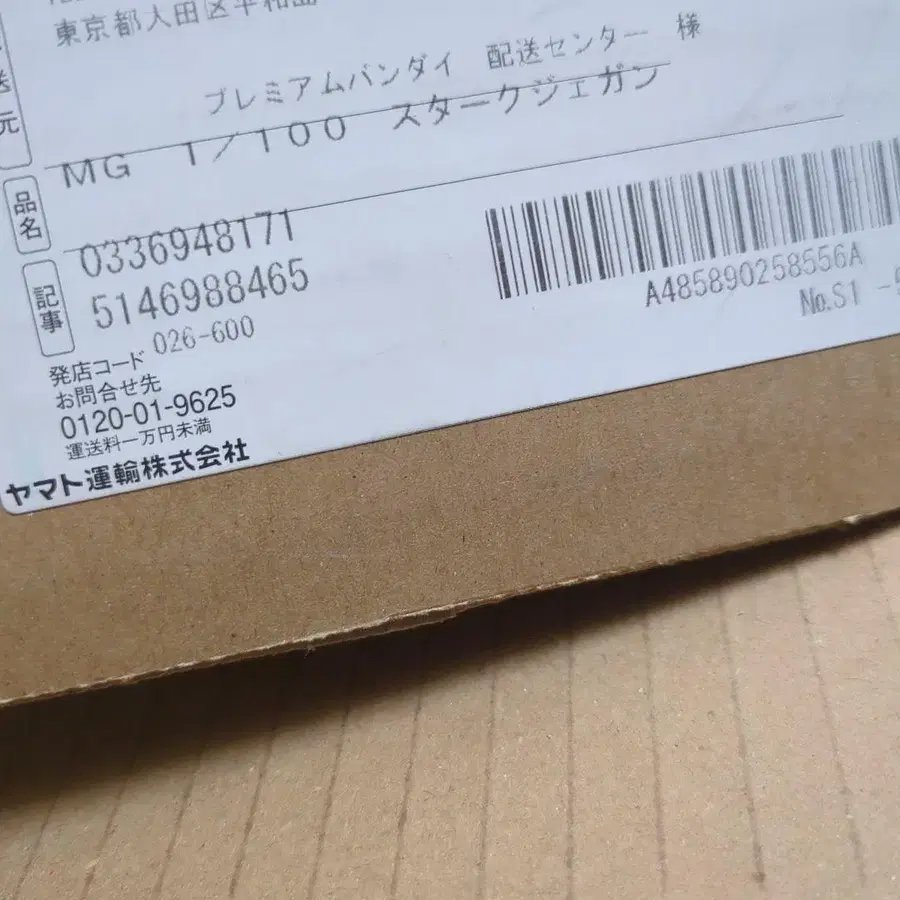 東京都大田区平和島
プレミアムバンダイ 配送センター 様
元
品名
MG 1/100 スタークジェガン
記事
0336948171
5146988465
発店コード 026-600
お問合せ先
0120-01-9625
運送料一万円未満
ヤマト運輸株式会社
A485890258556A
No.S1